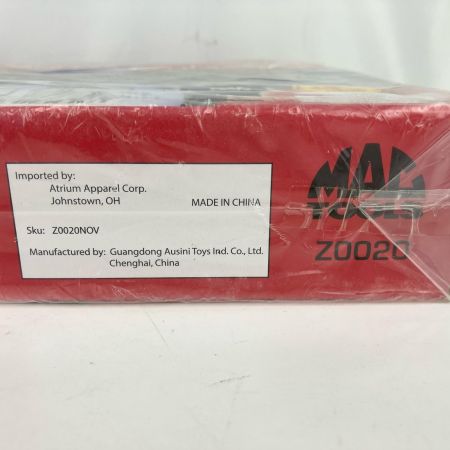 Imported by:
Atrium Apparel Corp.
Johnstown, OH
MADE IN CHINA
Sku: Z0020NOV
Manufactured by: Guangdong Ausini Toys Ind. Co., Ltd.
Chenghai, China
MAC
TOOLS
Z0020